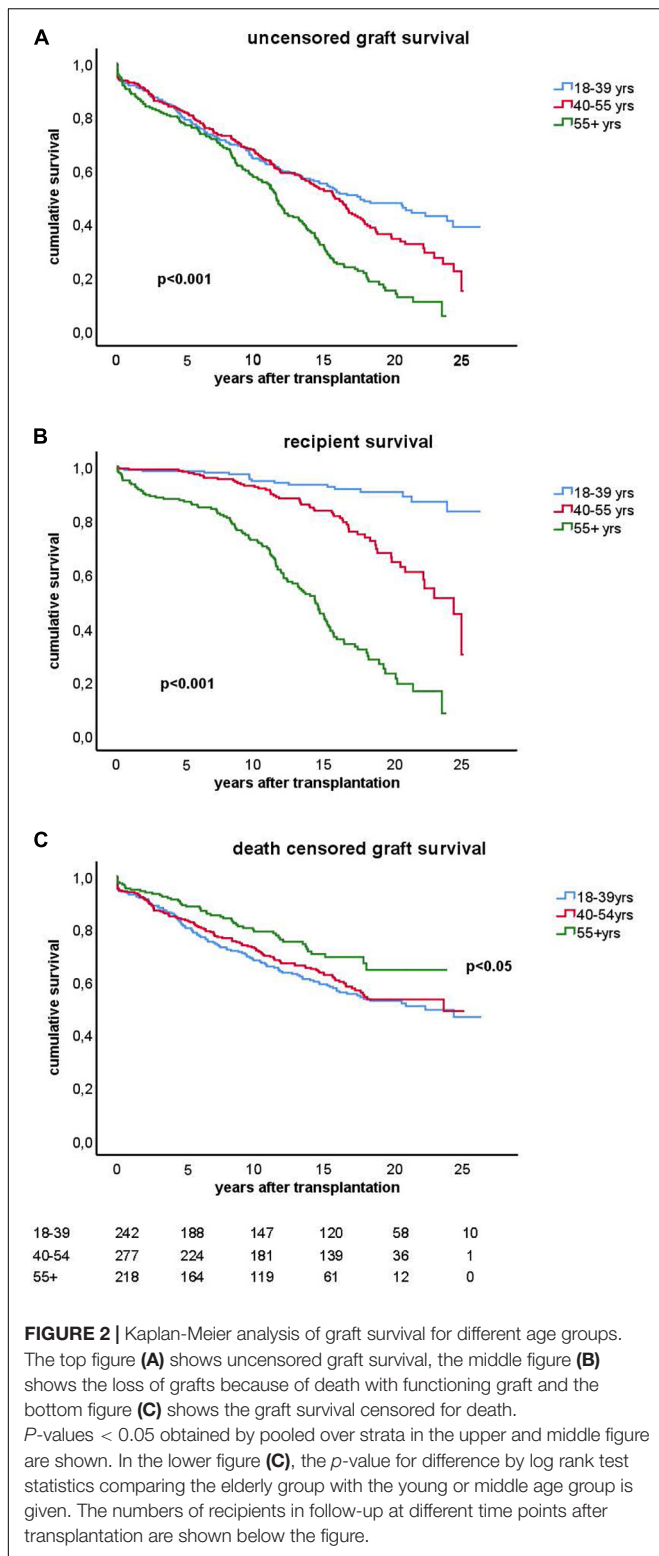 A
uncensored graft survival
1,0
0,8
0,6
0,4
0,2
0,0
cumulative survival
p<0.001
0 5 10 15 20 25
years after transplantation
18-39 yrs
40-55 yrs
55+ yrs
B
recipient survival
1,0
0,8
0,6
0,4
0,2
0,0
cumulative survival
p<0.001
0 5 10 15 20 25
years after transplantation
18-39 yrs
40-55 yrs
55+ yrs
C
death censored graft survival
1,0
0,8
0,6
0,4
0,2
0,0
cumulative survival
p<0.05
0 5 10 15 20 25
years after transplantation
18-39yrs
40-54yrs
55+yrs
18-39 242 188 147 120 58 10
40-54 277 224 181 139 36 1
55+ 218 164 119 61 12 0
FIGURE 2 | Kaplan-Meier analysis of graft survival for different age groups.
The top figure (A) shows uncensored graft survival, the middle figure (B)
shows the loss of grafts because of death with functioning graft and the
bottom figure (C) shows the graft survival censored for death.
P-values < 0.05 obtained by pooled over strata in the upper and middle figure
are shown. In the lower figure (C), the p-value for difference by log rank test
statistics comparing the elderly group with the young or middle age group is
given. The numbers of recipients in follow-up at different time points after
transplantation are shown below the figure.